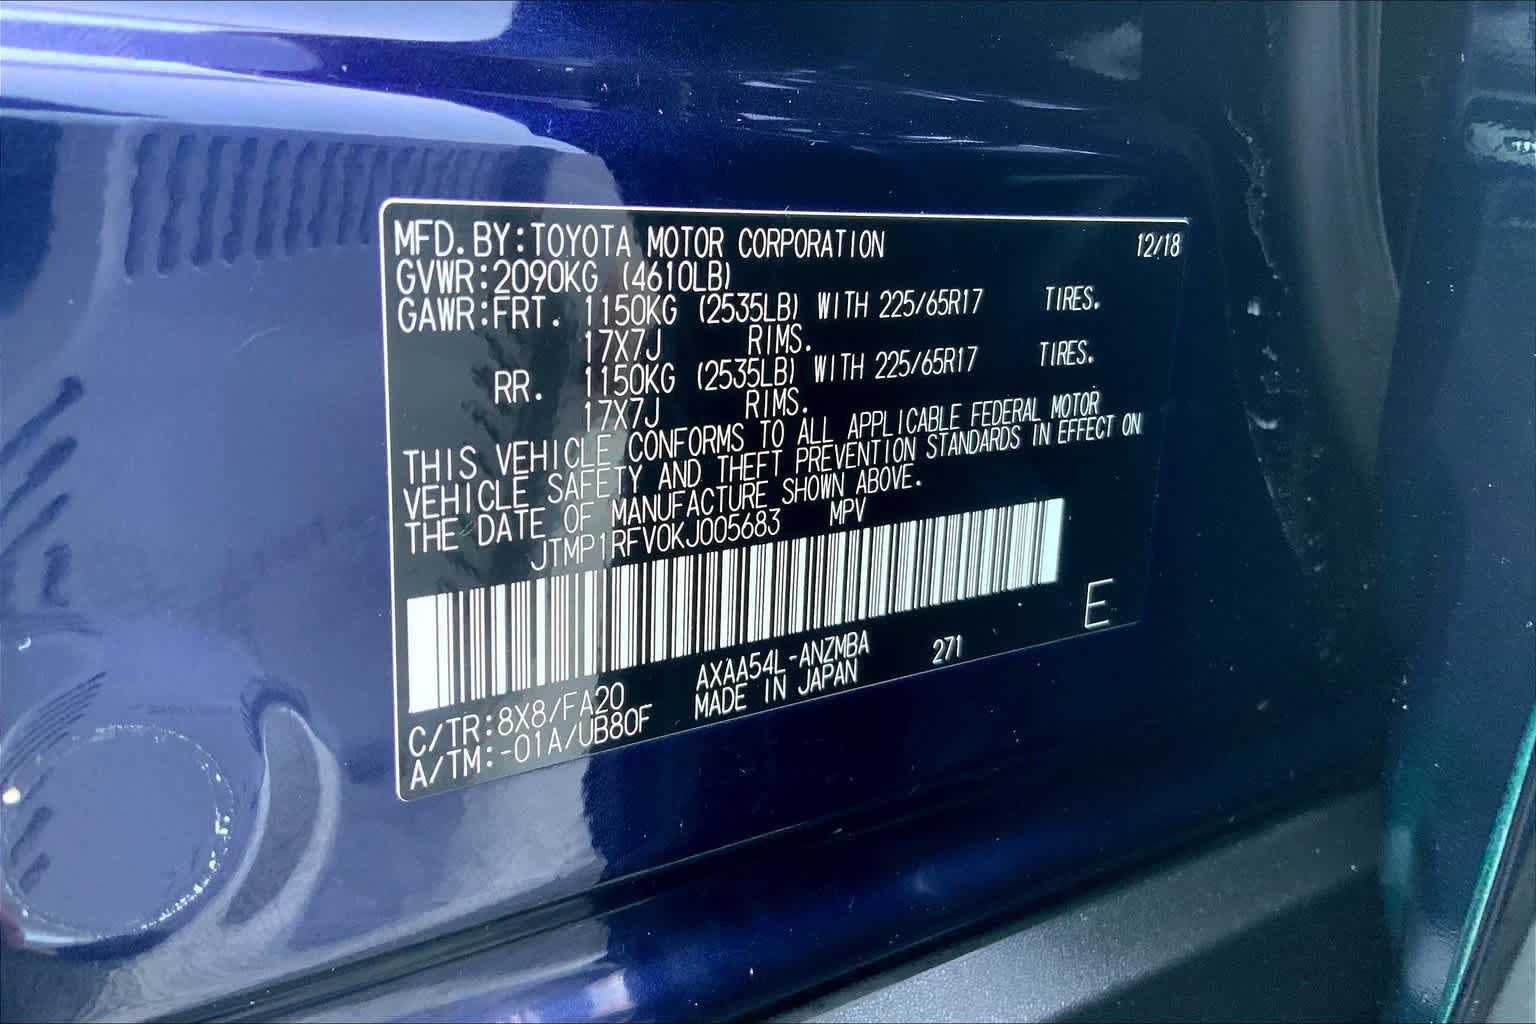 MFD. BY:TOYOTA MOTOR CORPORATION 12/18
GVWR:2090KG (4610LB)
GAWR:FRT. 1150KG (2535LB) WITH 225/65R17 TIRES.
17X7J RIMS.
RR. 1150KG (2535LB) WITH 225/65R17 TIRES.
17X7J RIMS.
THIS VEHICLE CONFORMS TO ALL APPLICABLE FEDERAL MOTOR
VEHICLE SAFETY AND THEFT PREVENTION STANDARDS IN EFFECT ON
THE DATE OF MANUFACTURE SHOWN ABOVE.
JTMP1RFV0KJ005683 MPV
E
C/TR:8X8/FA20 AXAA54L-ANZMBA 271
A/TM:-01A/UB80F MADE IN JAPAN